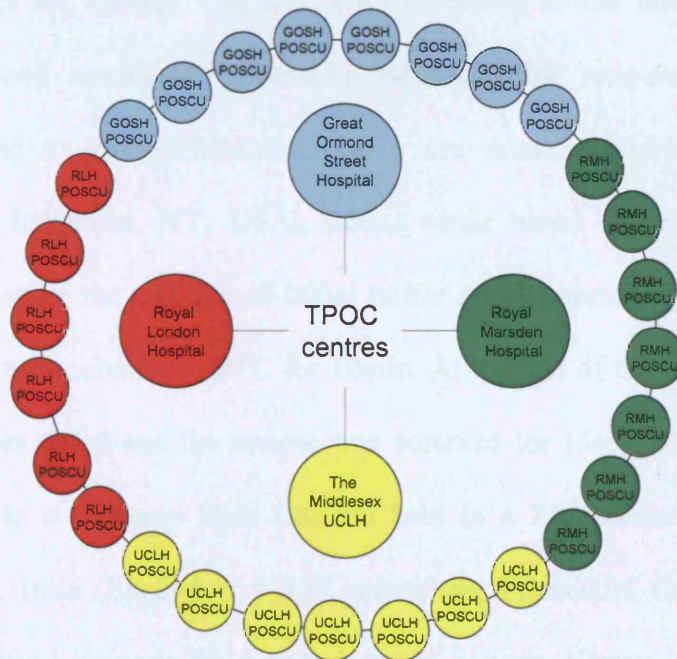 GOSH
POSCU
GOSH
POSCU
GOSH
POSCU
GOSH
POSCU
GOSH
POSCU
GOSH
POSCU
GOSH
POSCU
GOSH
POSCU
Great
Ormond
Street
Hospital
RMH
POSCU
RMH
POSCU
RMH
POSCU
RMH
POSCU
RMH
POSCU
RMH
POSCU
RMH
POSCU
RLH
POSCU
RLH
POSCU
RLH
POSCU
RLH
POSCU
RLH
POSCU
RLH
POSCU
Royal
London
Hospital
TPOC
centres
Royal
Marsden
Hospital
The
Middlesex
UCLH
UCLH
POSCU
UCLH
POSCU
UCLH
POSCU
UCLH
POSCU
UCLH
POSCU
UCLH
POSCU
UCLH
POSCU